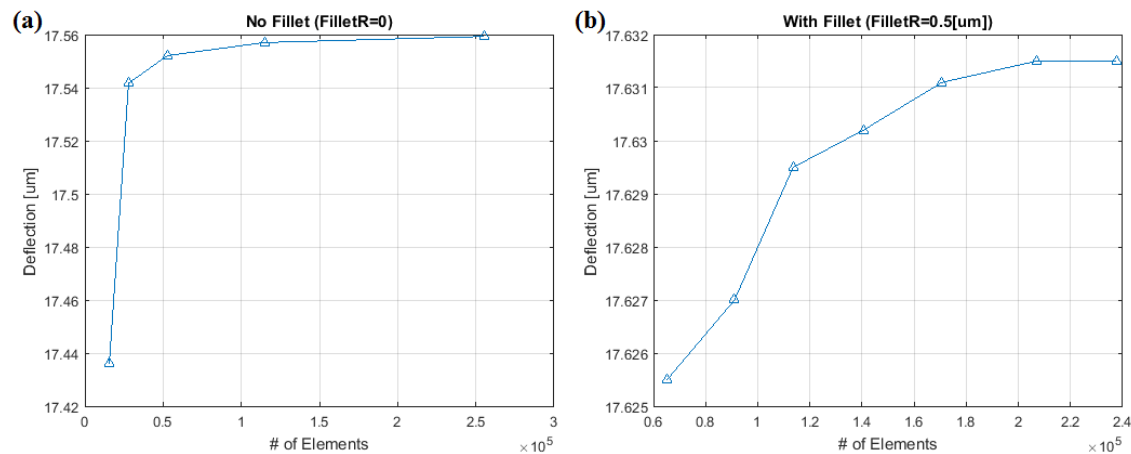 (a)
No Fillet (FilletR=0)
17.56
17.54
17.52
17.5
17.48
17.46
17.44
17.42
Deflection [um]
0 0.5 1 1.5 2 2.5 3
# of Elements
×10^5
(b)
With Fillet (FilletR=0.5[um])
17.632
17.631
17.63
17.629
17.628
17.627
17.626
17.625
Deflection [um]
0.6 0.8 1 1.2 1.4 1.6 1.8 2 2.2 2.4
# of Elements
×10^5